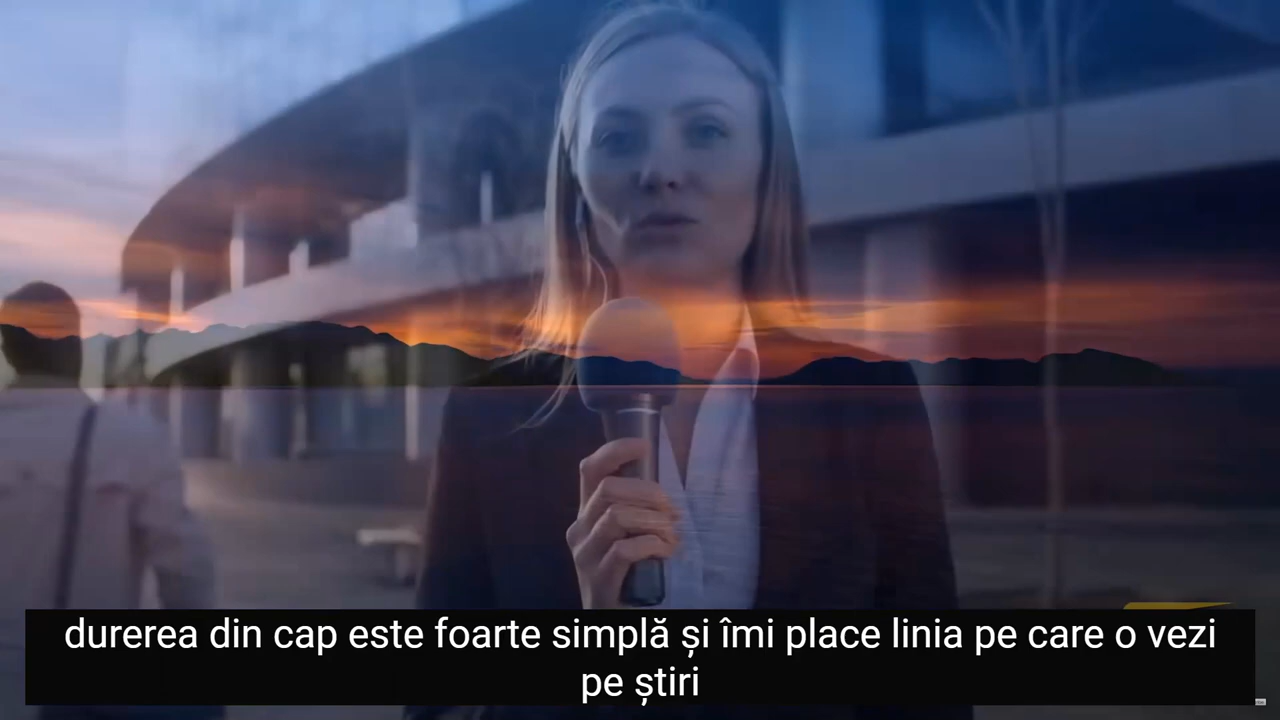 durerea din cap este foarte simplă și îmi place linia pe care o vezi
pe știri